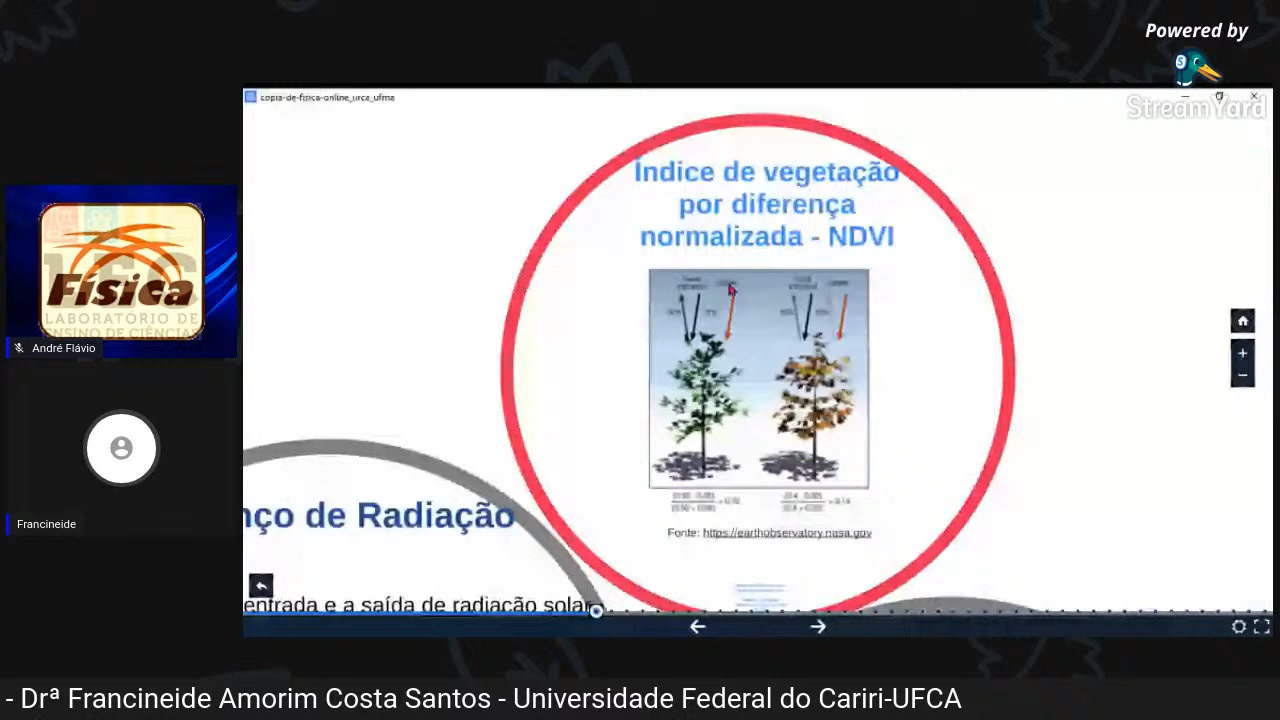 Powered by
StreamYard
copia-de-fisica-online_urca_ufma
Índice de vegetação
por diferença
normalizada - NDVI
Física
LABORATÓRIO DE
ENSINO DE CIÊNCIAS
André Flávio
Francineide
Fonte: https://earthobservatory.nasa.gov
nço de Radiação
entrada e a saída de radiação solar
- Drª Francineide Amorim Costa Santos - Universidade Federal do Cariri-UFCA